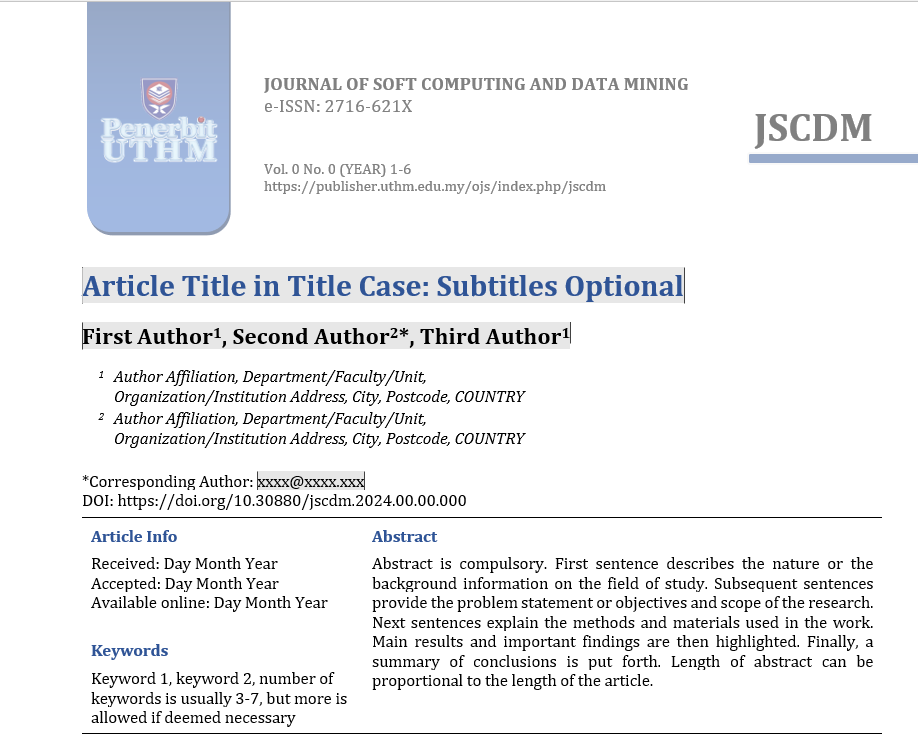 Penerbit
UTHM
JOURNAL OF SOFT COMPUTING AND DATA MINING
e-ISSN: 2716-621X
JSCDM
Vol. 0 No. 0 (YEAR) 1-6
https://publisher.uthm.edu.my/ojs/index.php/jscdm
Article Title in Title Case: Subtitles Optional
First Author¹, Second Author²*, Third Author¹
¹ Author Affiliation, Department/Faculty/Unit,
Organization/Institution Address, City, Postcode, COUNTRY
² Author Affiliation, Department/Faculty/Unit,
Organization/Institution Address, City, Postcode, COUNTRY
*Corresponding Author: xxxx@xxxx.xxx
DOI: https://doi.org/10.30880/jscdm.2024.00.00.000
Article Info
Received: Day Month Year
Accepted: Day Month Year
Available online: Day Month Year
Keywords
Keyword 1, keyword 2, number of
keywords is usually 3-7, but more is
allowed if deemed necessary
Abstract
Abstract is compulsory. First sentence describes the nature or the
background information on the field of study. Subsequent sentences
provide the problem statement or objectives and scope of the research.
Next sentences explain the methods and materials used in the work.
Main results and important findings are then highlighted. Finally, a
summary of conclusions is put forth. Length of abstract can be
proportional to the length of the article.